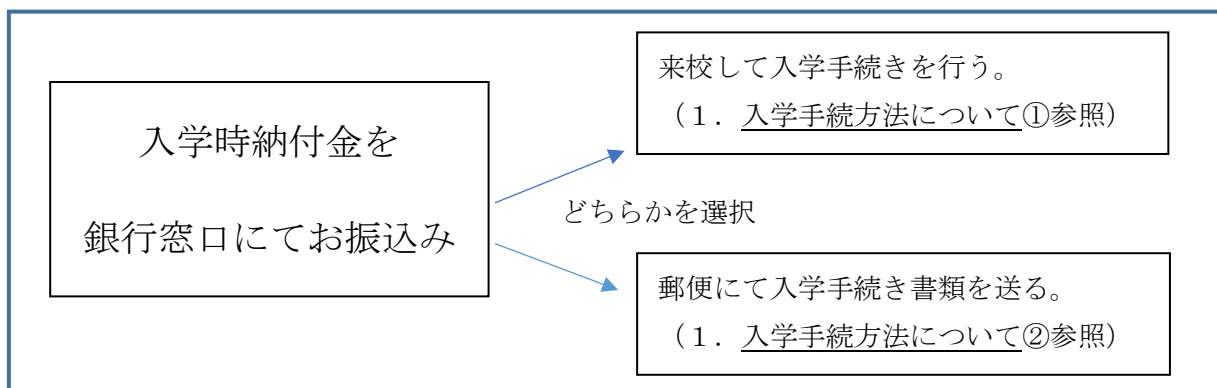 入学時納付金を
銀行窓口にてお振込み
来校して入学手続きを行う。
（１．入学手続方法について①参照）
どちらかを選択
郵便にて入学手続き書類を送る。
（１．入学手続方法について②参照）